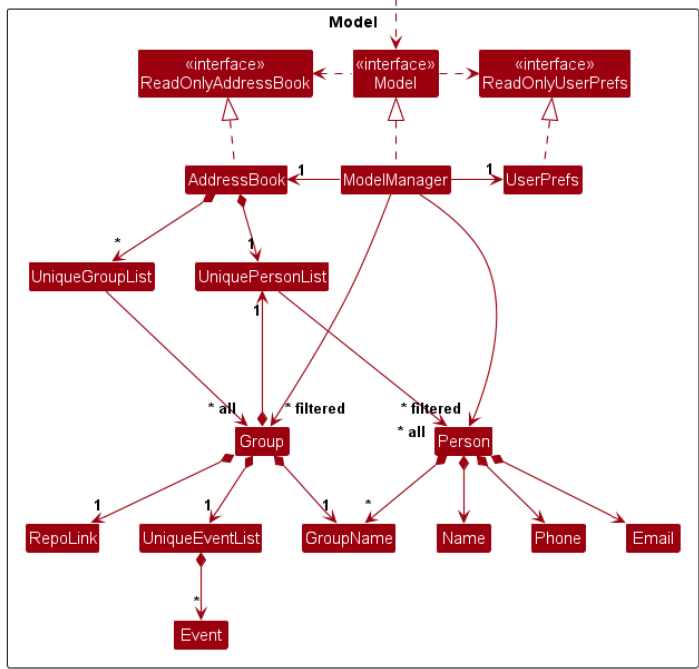 Model
«interface»
ReadOnlyAddressBook
«interface»
Model
«interface»
ReadOnlyUserPrefs
AddressBook
1
ModelManager
1
UserPrefs
*
1
UniqueGroupList
UniquePersonList
1
* all
* filtered
* filtered
* all
Group
Person
1
1
1
*
RepoLink
UniqueEventList
GroupName
Name
Phone
Email
*
Event